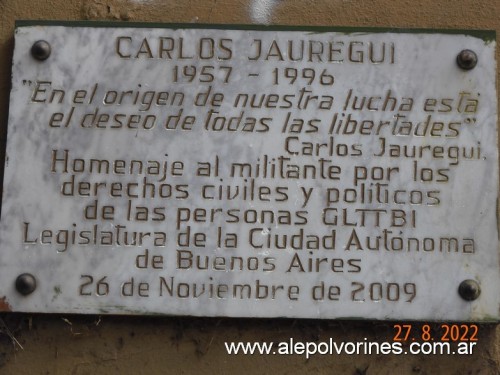 CARLOS JAUREGUI
1957 - 1996
"En el origen de nuestra lucha está
el deseo de todas las libertades"
Carlos Jauregui.
Homenaje al militante por los
derechos civiles y políticos
de las personas GLTTBI
Legislatura de la Ciudad Autónoma
de Buenos Aires
26 de Noviembre de 2009
27. 8. 2022
www.alepolvorines.com.ar